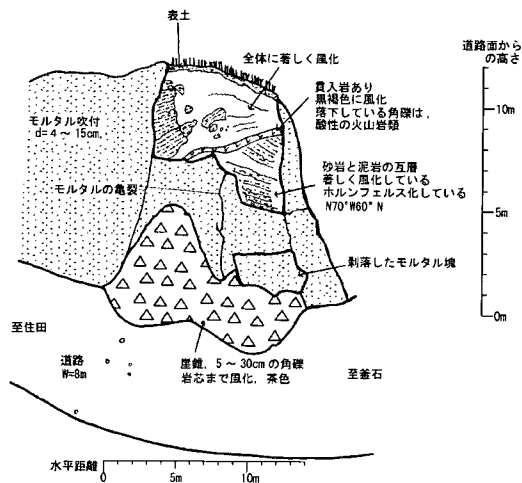 表土
道路面から
の高さ
全体に著しく風化
貫入岩あり
黒褐色に風化
落下している角礫は,
酸性の火山岩類
10m
モルタル吹付
d=4~15cm,
砂岩と泥岩の互層
著しく風化している
ホルンフェルス化している
N70°W60°N
モルタルの亀裂
5m
剥落したモルタル塊
0m
至住田
道路
W=8m
崖錐, 5~30cmの角礫
岩芯まで風化, 茶色
至釜石
水平距離
0
5m
10m